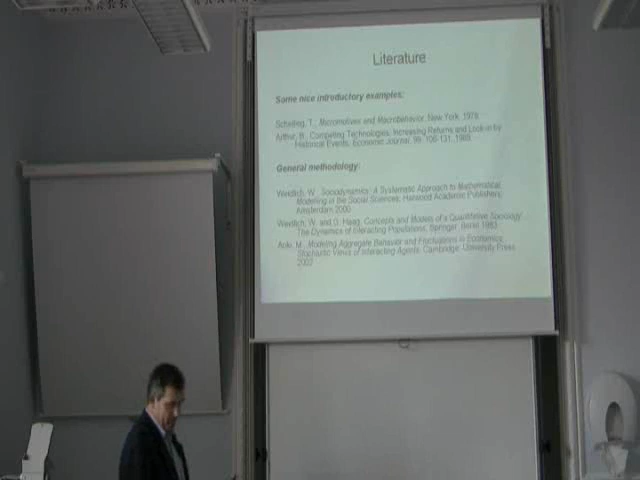 Literature
Some nice introductory examples:
Schelling, T., Micromotives and Macrobehavior. New York, 1978
Arthur, B., Competing Technologies, Increasing Returns and Lock-in by
Historical Events, Economic Journal, 99, 106-131, 1989
General methodology:
Weidlich, W., Sociodynamics: A Systematic Approach to Mathematical
Modelling in the Social Sciences. Harwood Academic Publishers,
Amsterdam 2000
Weidlich, W. and G. Haag, Concepts and Models of a Quantitative Sociology:
The Dynamics of Interacting Populations, Springer, Berlin 1983
Aoki, M., Modeling Aggregate Behavior and Fluctuations in Economics:
Stochastic Views of Interacting Agents, Cambridge: University Press
2002